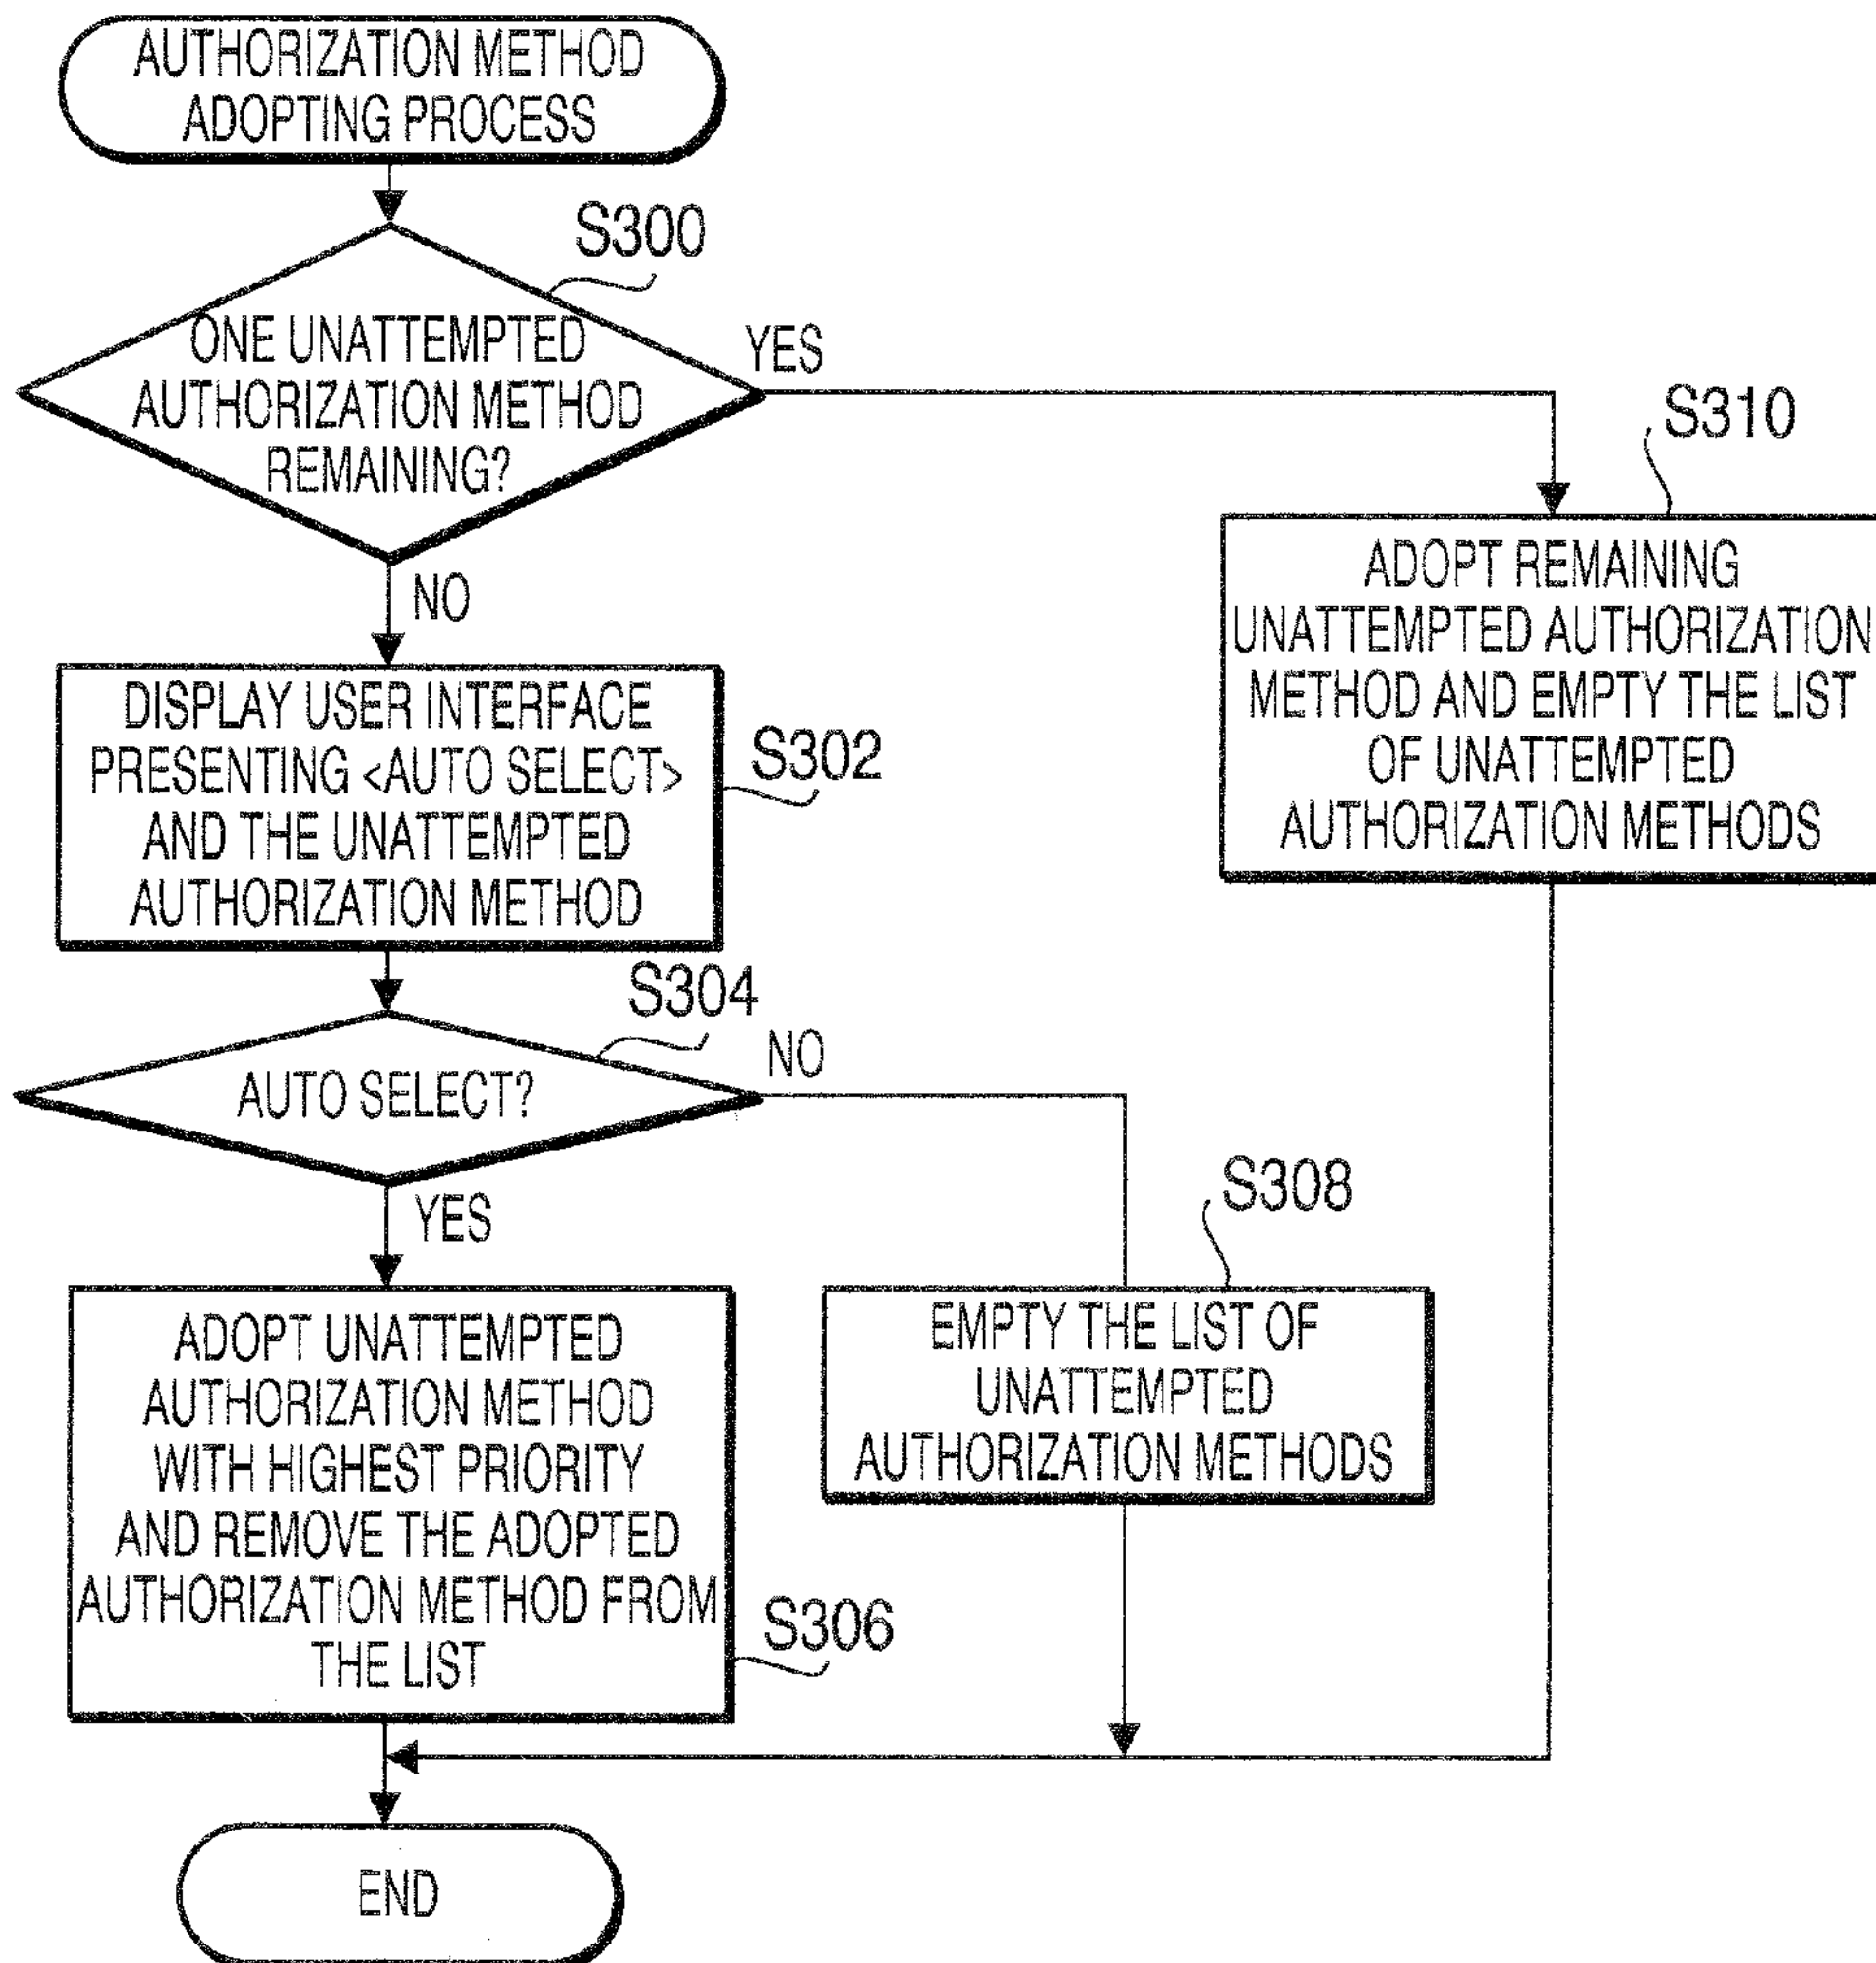 AUTHORIZATION METHOD
ADOPTING PROCESS
S300
ONE UNATTEMPTED
AUTHORIZATION METHOD
REMAINING?
YES
NO
S310
ADOPT REMAINING
UNATTEMPTED AUTHORIZATION
METHOD AND EMPTY THE LIST
OF UNATTEMPTED
AUTHORIZATION METHODS
DISPLAY USER INTERFACE
PRESENTING <AUTO SELECT>
AND THE UNATTEMPTED
AUTHORIZATION METHOD
S302
S304
AUTO SELECT?
NO
YES
S308
EMPTY THE LIST OF
UNATTEMPTED
AUTHORIZATION METHODS
ADOPT UNATTEMPTED
AUTHORIZATION METHOD
WITH HIGHEST PRIORITY
AND REMOVE THE ADOPTED
AUTHORIZATION METHOD FROM
THE LIST
S306
END